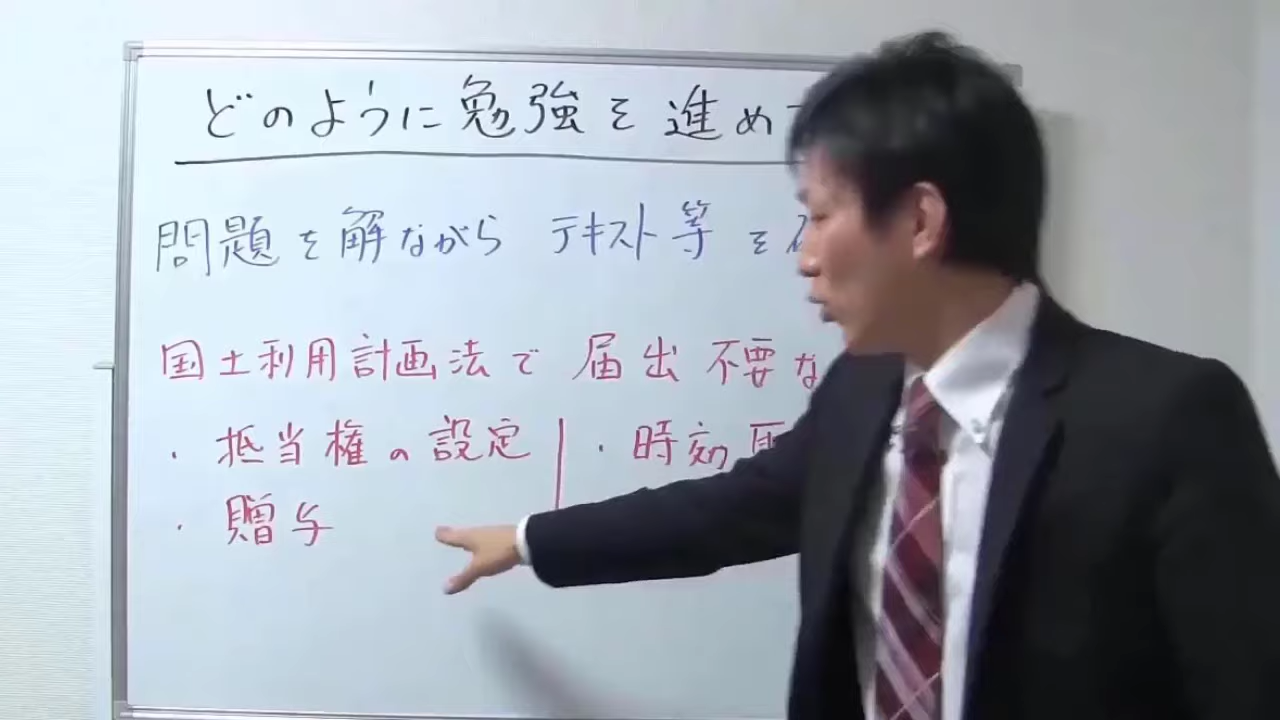 どのように勉強を進め
問題を解ながら テキスト等を
国土利用計画法で 届出不要な
・抵当権の設定 ・時効
・贈与